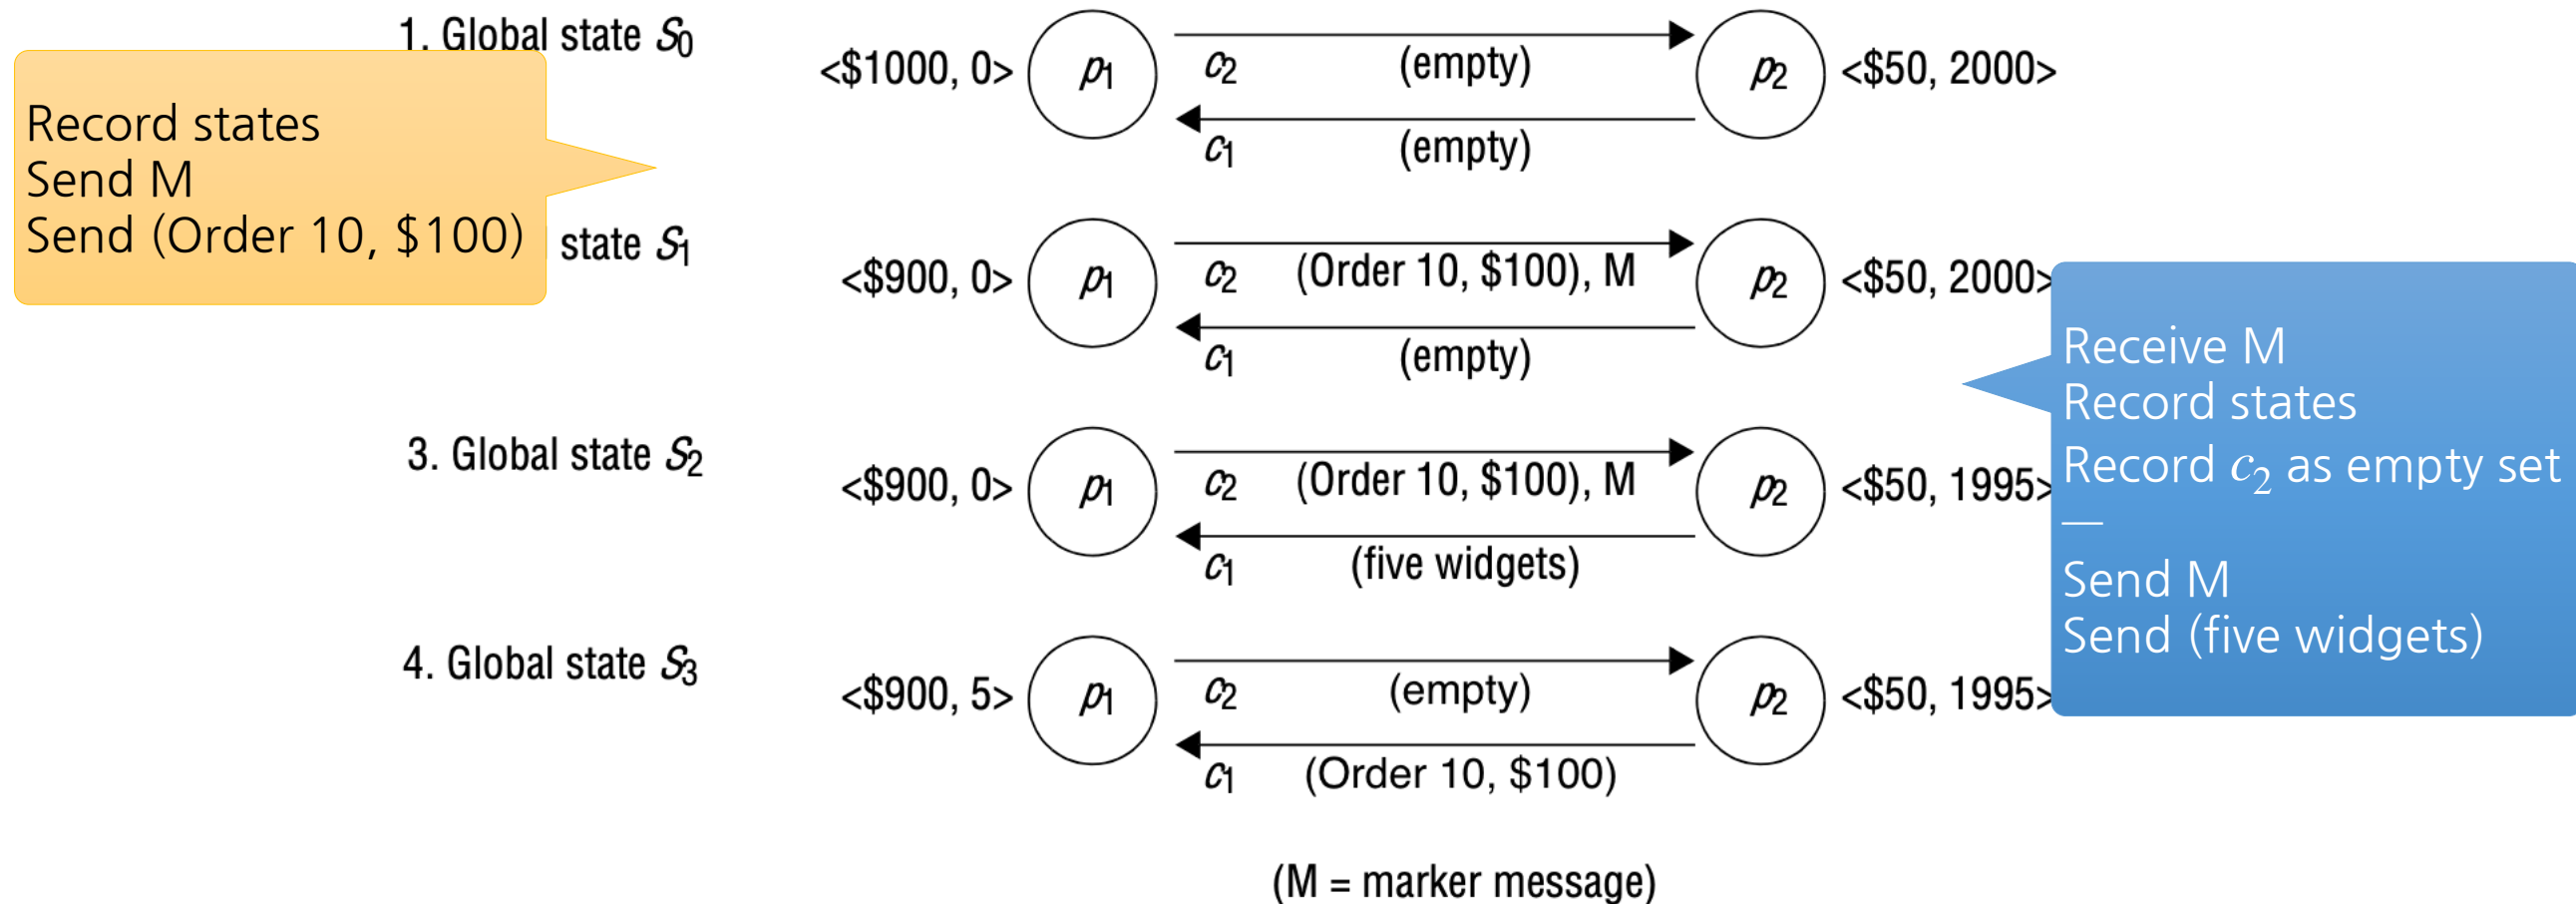 1. Global state S0
<$1000, 0> p1 c2 (empty) p2 <$50, 2000>
c1 (empty)
Record states
Send M
Send (Order 10, $100)
state S1
<$900, 0> p1 c2 (Order 10, $100), M p2 <$50, 2000>
c1 (empty)
Receive M
Record states
Record c2 as empty set
—
Send M
Send (five widgets)
3. Global state S2
<$900, 0> p1 c2 (Order 10, $100), M p2 <$50, 1995>
c1 (five widgets)
4. Global state S3
<$900, 5> p1 c2 (empty) p2 <$50, 1995>
c1 (Order 10, $100)
(M = marker message)